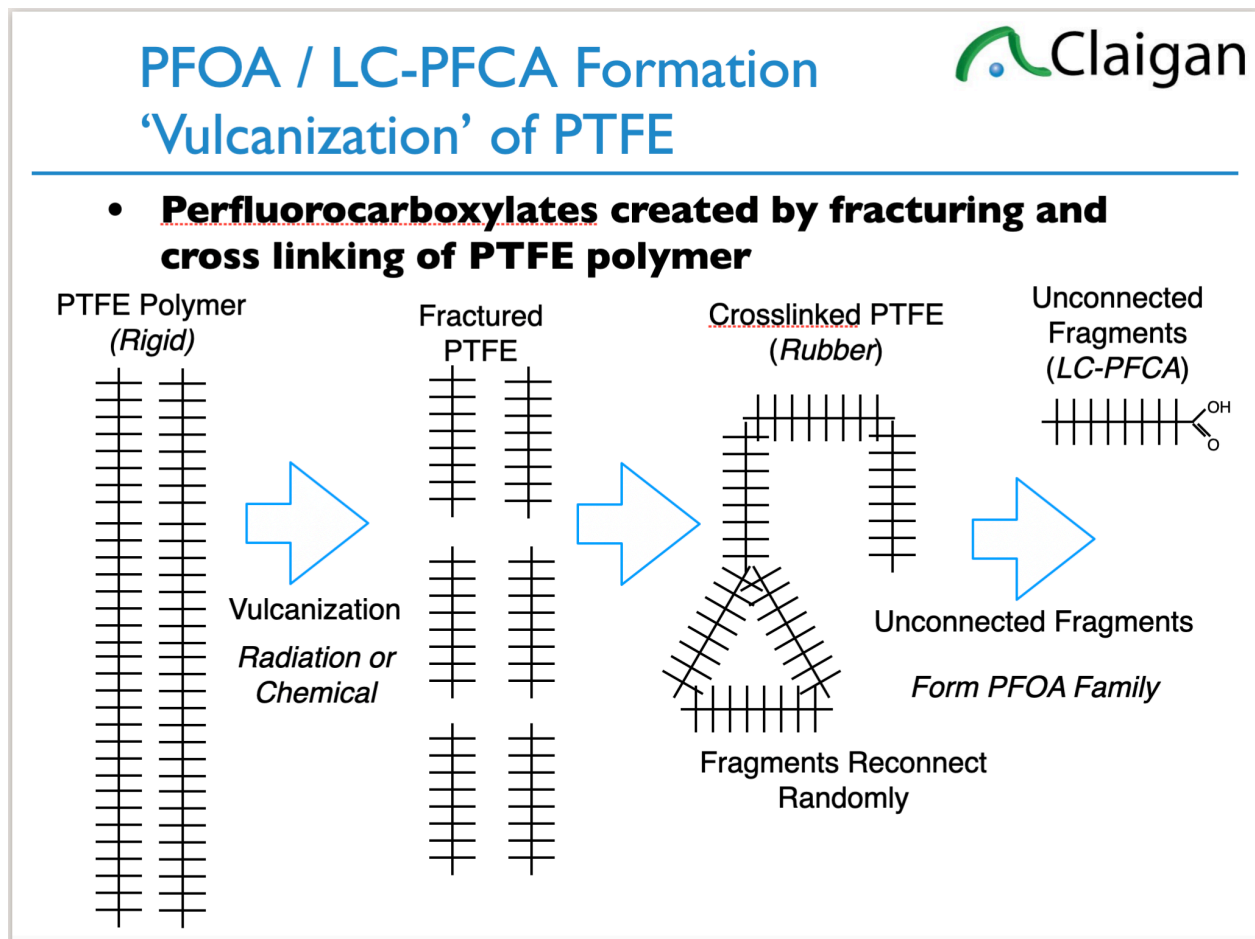 PFOA / LC-PFCA Formation
‘Vulcanization’ of PTFE
Claigan
• Perfluorocarboxylates created by fracturing and
cross linking of PTFE polymer
PTFE Polymer
(Rigid)
Vulcanization
Radiation or
Chemical
Fractured
PTFE
Crosslinked PTFE
(Rubber)
Fragments Reconnect
Randomly
Unconnected
Fragments
(LC-PFCA)
OH
O
Unconnected Fragments
Form PFOA Family